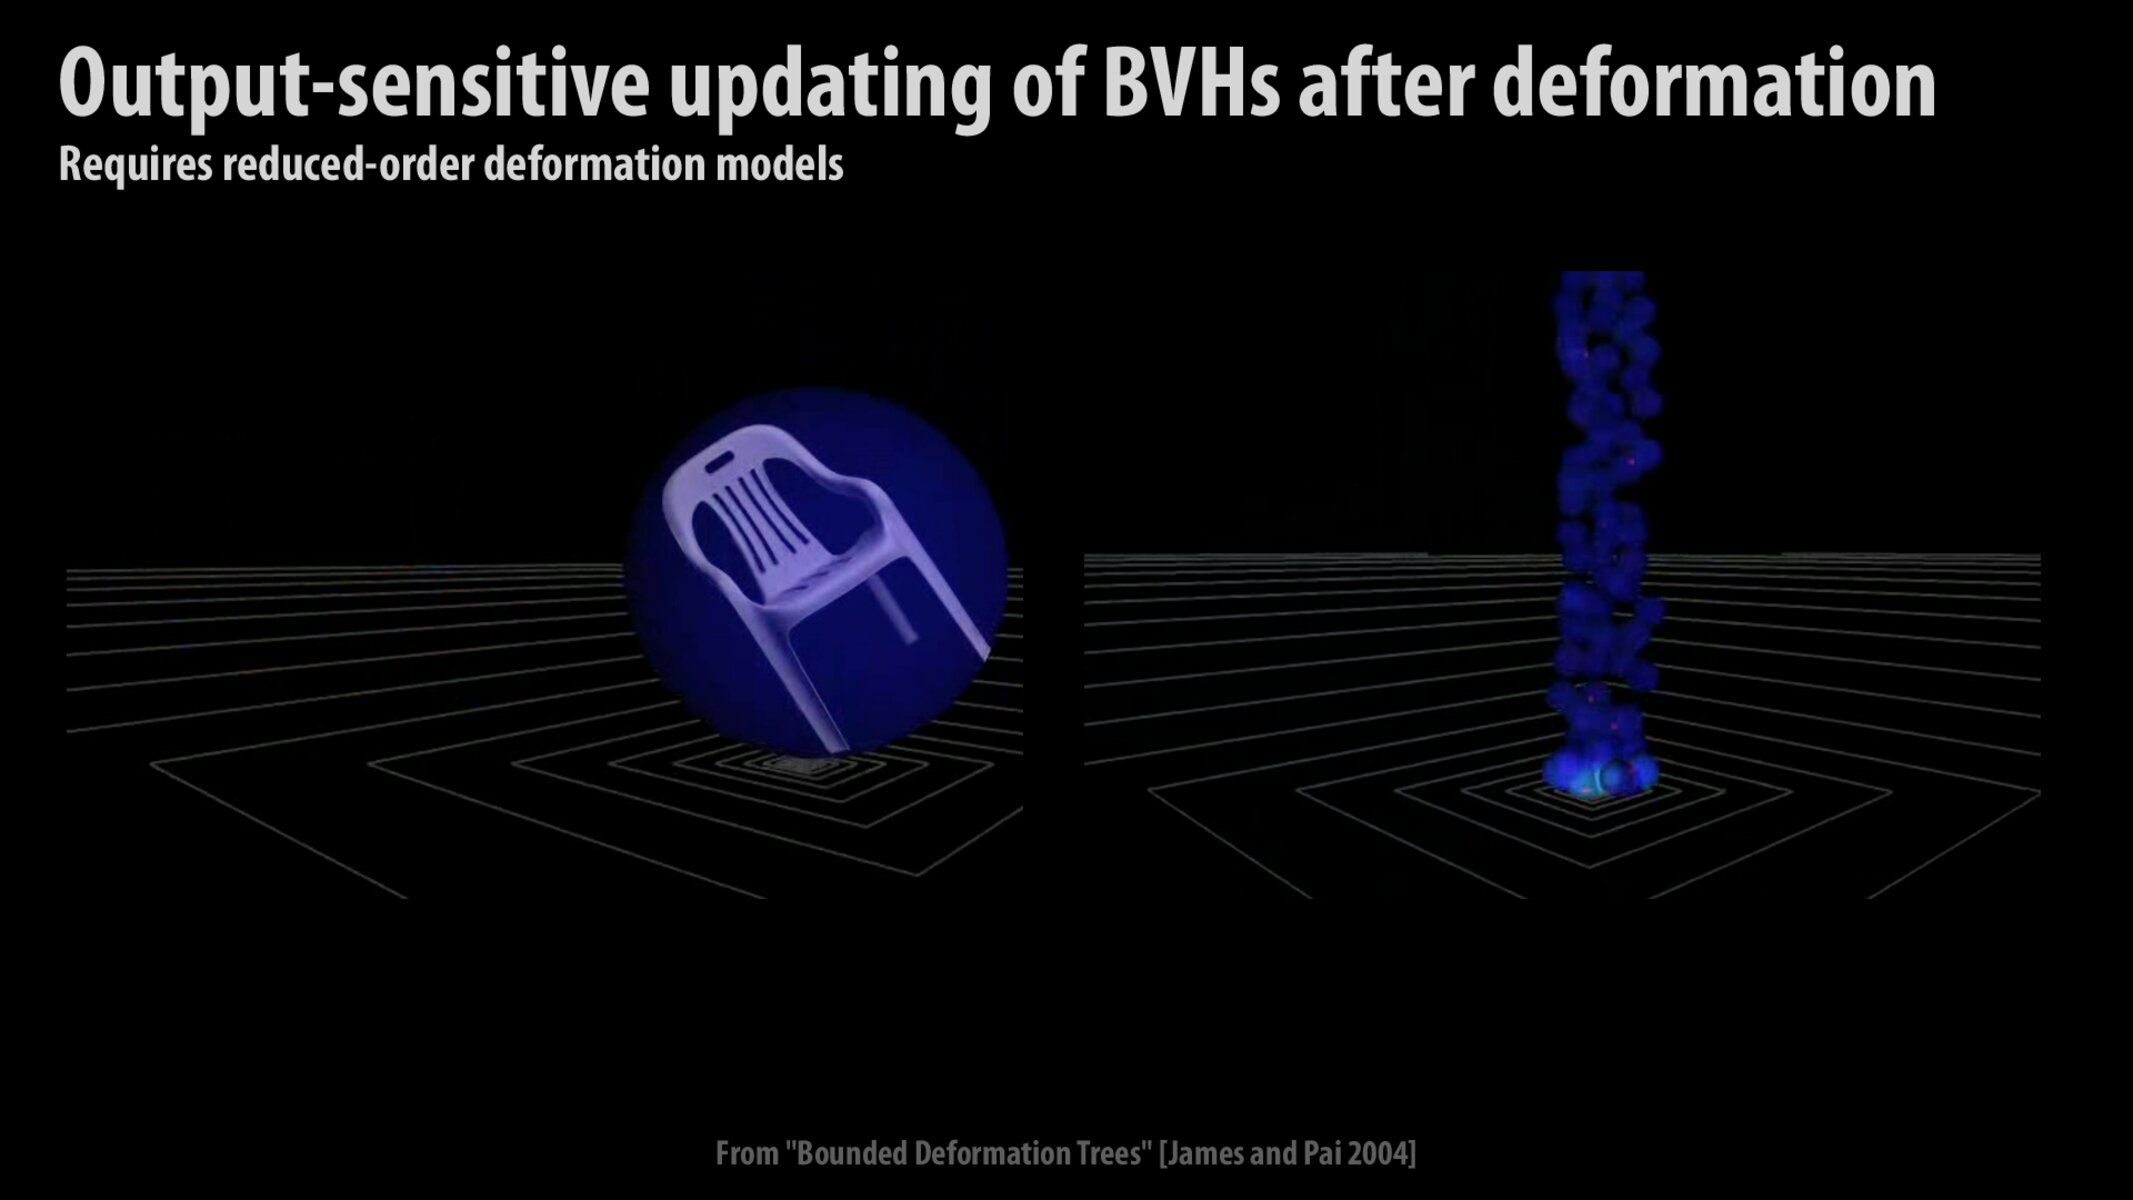 Output-sensitive updating of BVHs after deformation
Requires reduced-order deformation models
From "Bounded Deformation Trees" [James and Pai 2004]